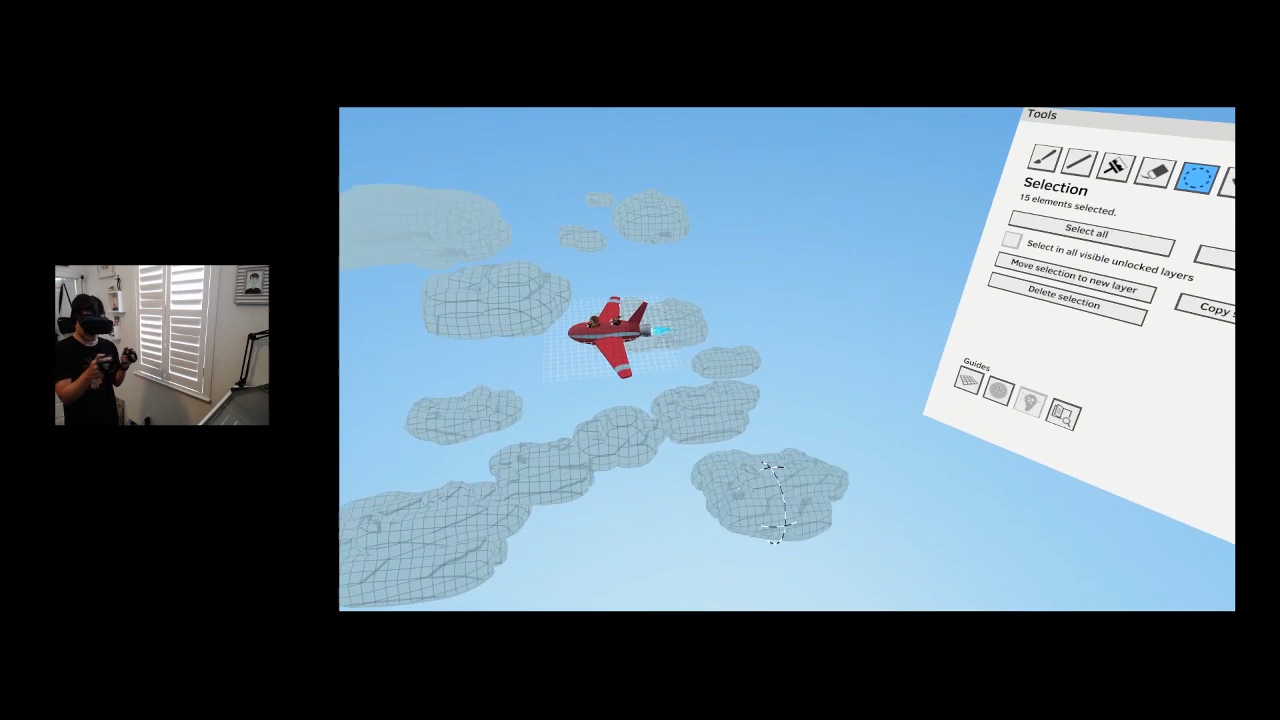 Tools
Selection
15 elements selected.
Select all
Select in all visible unlocked layers
Move selection to new layer
Copy
Delete selection
Guides